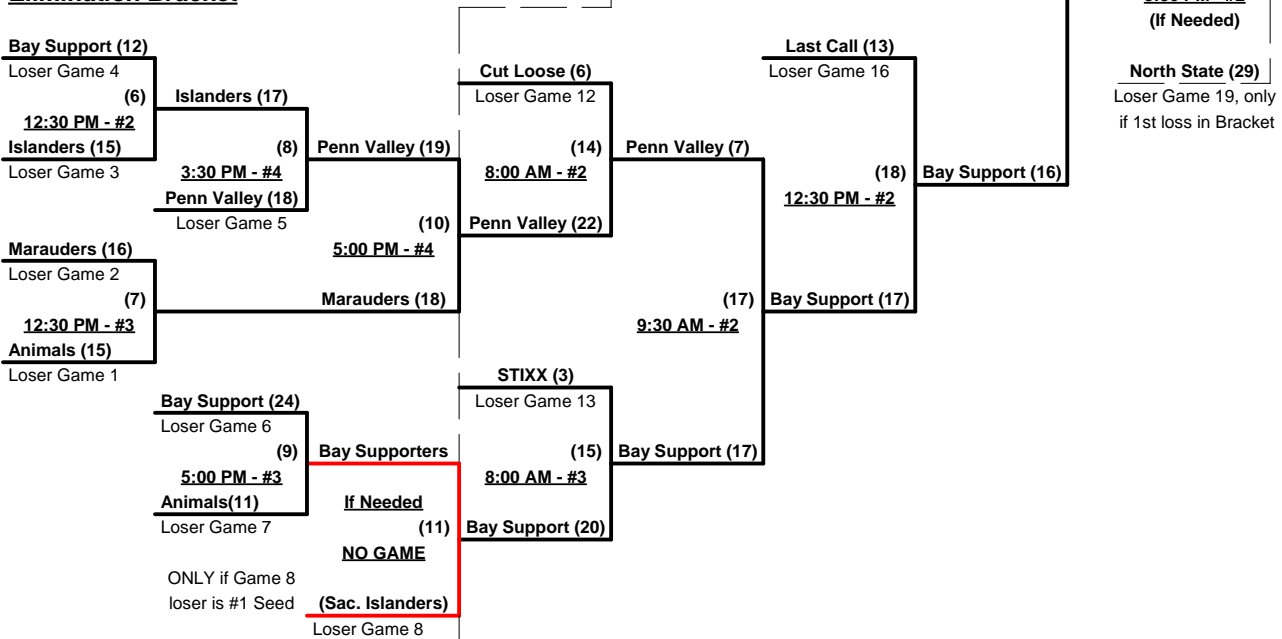 Bay Support (12)
Loser Game 4
(6)
12:30 PM - #2
Islanders (15)
Loser Game 3
Islanders (17)
(8)
3:30 PM - #4
Penn Valley (18)
Loser Game 5
Marauders (16)
Loser Game 2
(7)
12:30 PM - #3
Animals (15)
Loser Game 1
Penn Valley (19)
(10)
5:00 PM - #4
Marauders (18)
Bay Support (24)
Loser Game 6
(9)
5:00 PM - #3
Animals(11)
Loser Game 7
Bay Supporters
If Needed
(11)
NO GAME
ONLY if Game 8
loser is #1 Seed
(Sac. Islanders)
Loser Game 8
Cut Loose (6)
Loser Game 12
(14)
8:00 AM - #2
Penn Valley (22)
Penn Valley (7)
STIXX (3)
Loser Game 13
(15)
8:00 AM - #3
Bay Support (20)
Bay Support (17)
(17)
9:30 AM - #2
Last Call (13)
Loser Game 16
(18)
12:30 PM - #2
Bay Support (17)
Bay Support (16)
(If Needed)
North State (29)
Loser Game 19, only
if 1st loss in Bracket